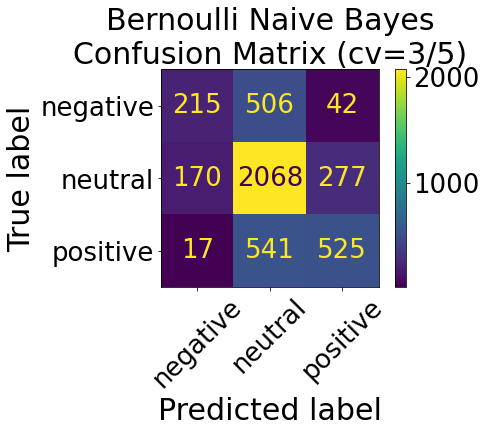 Bernoulli Naive Bayes
Confusion Matrix (cv=3/5)
True label
negative 215 506 42
neutral 170 2068 277
positive 17 541 525
2000
1000
negative neutral positive
Predicted label